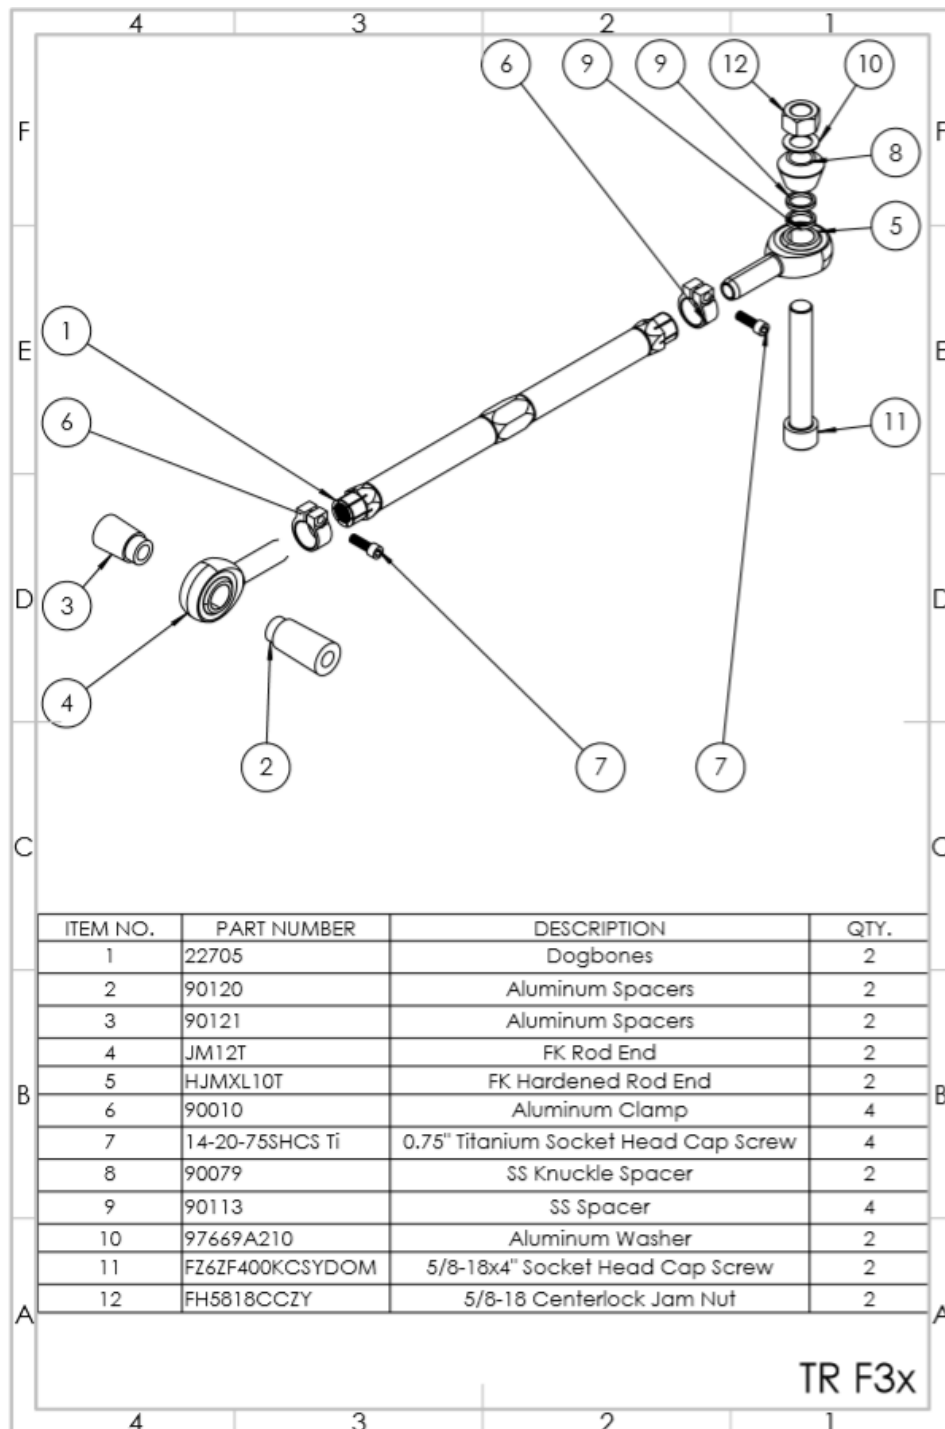 4 3 2 1
6 9 9 12 10
F F
8
5
6
1
E E
6 11
D 3 D
4
2 7 7
C C
ITEM NO. PART NUMBER DESCRIPTION QTY.
1 22705 Dogbones 2
2 90120 Aluminum Spacers 2
3 90121 Aluminum Spacers 2
4 JM12T FK Rod End 2
5 HJMXL10T FK Hardened Rod End 2
B B
6 90010 Aluminum Clamp 4
7 14-20-75SHCS Ti 0.75" Titanium Socket Head Cap Screw 4
8 90079 SS Knuckle Spacer 2
9 90113 SS Spacer 4
10 97669A210 Aluminum Washer 2
11 FZ6ZF400KCSYDOM 5/8-18x4" Socket Head Cap Screw 2
12 FH5818CCZY 5/8-18 Centerlock Jam Nut 2
A A
TR F3x
4 3 2 1